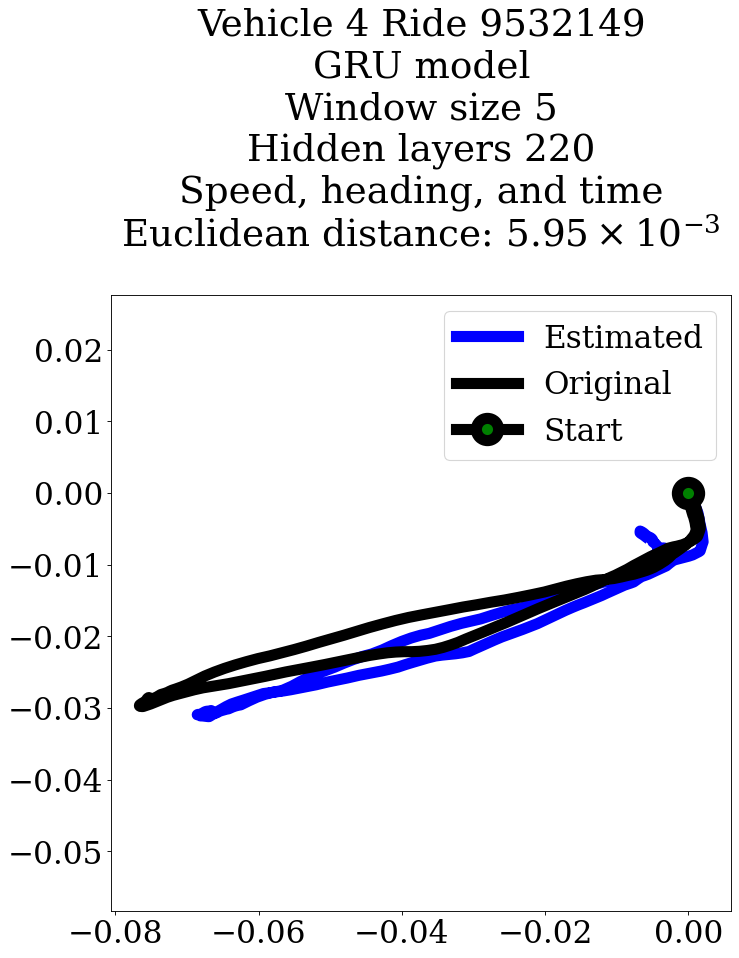 Vehicle 4 Ride 9532149
GRU model
Window size 5
Hidden layers 220
Speed, heading, and time
Euclidean distance: 5.95 × 10⁻³
Estimated
Original
Start
0.02
0.01
0.00
−0.01
−0.02
−0.03
−0.04
−0.05
−0.08 −0.06 −0.04 −0.02 0.00